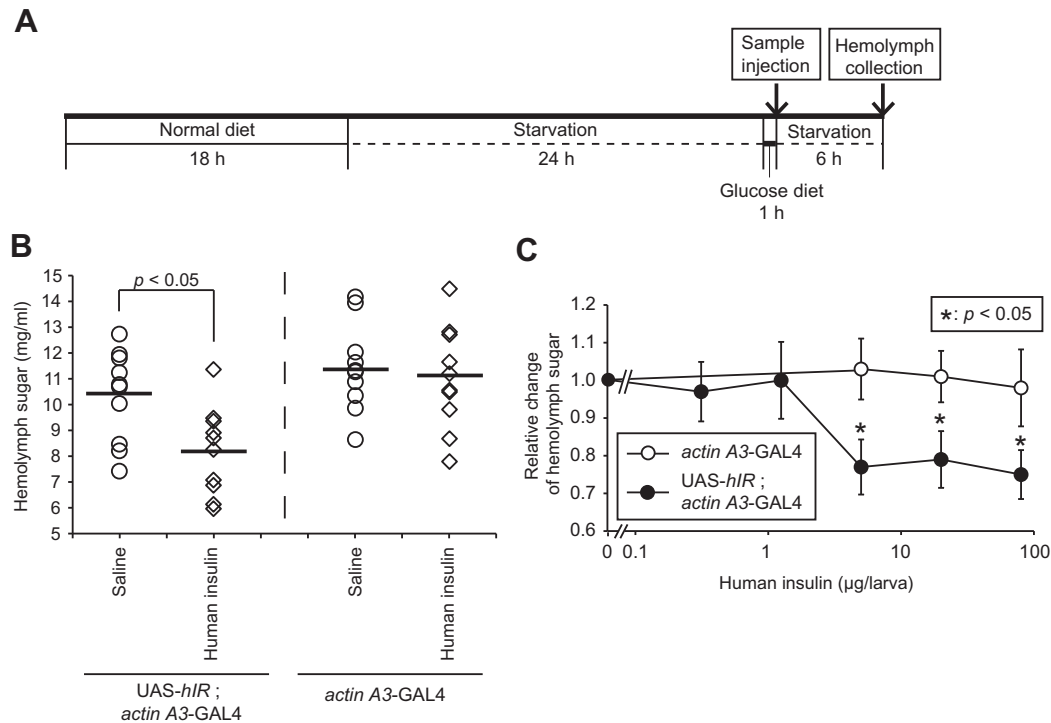 A
Sample
injection
Hemolymph
collection
Normal diet
Starvation
Starvation
18 h
24 h
6 h
Glucose diet
1 h
B
Hemolymph sugar (mg/ml)
15
14
13
12
11
10
9
8
7
6
5
p < 0.05
Saline
Human insulin
Saline
Human insulin
UAS-hIR ;
actin A3-GAL4
actin A3-GAL4
C
Relative change
of hemolymph sugar
1.2
1.1
1.0
0.9
0.8
0.7
0.6
*: p < 0.05
*
*
*
actin A3-GAL4
UAS-hIR ;
actin A3-GAL4
0 0.1 1 10 100
Human insulin (µg/larva)